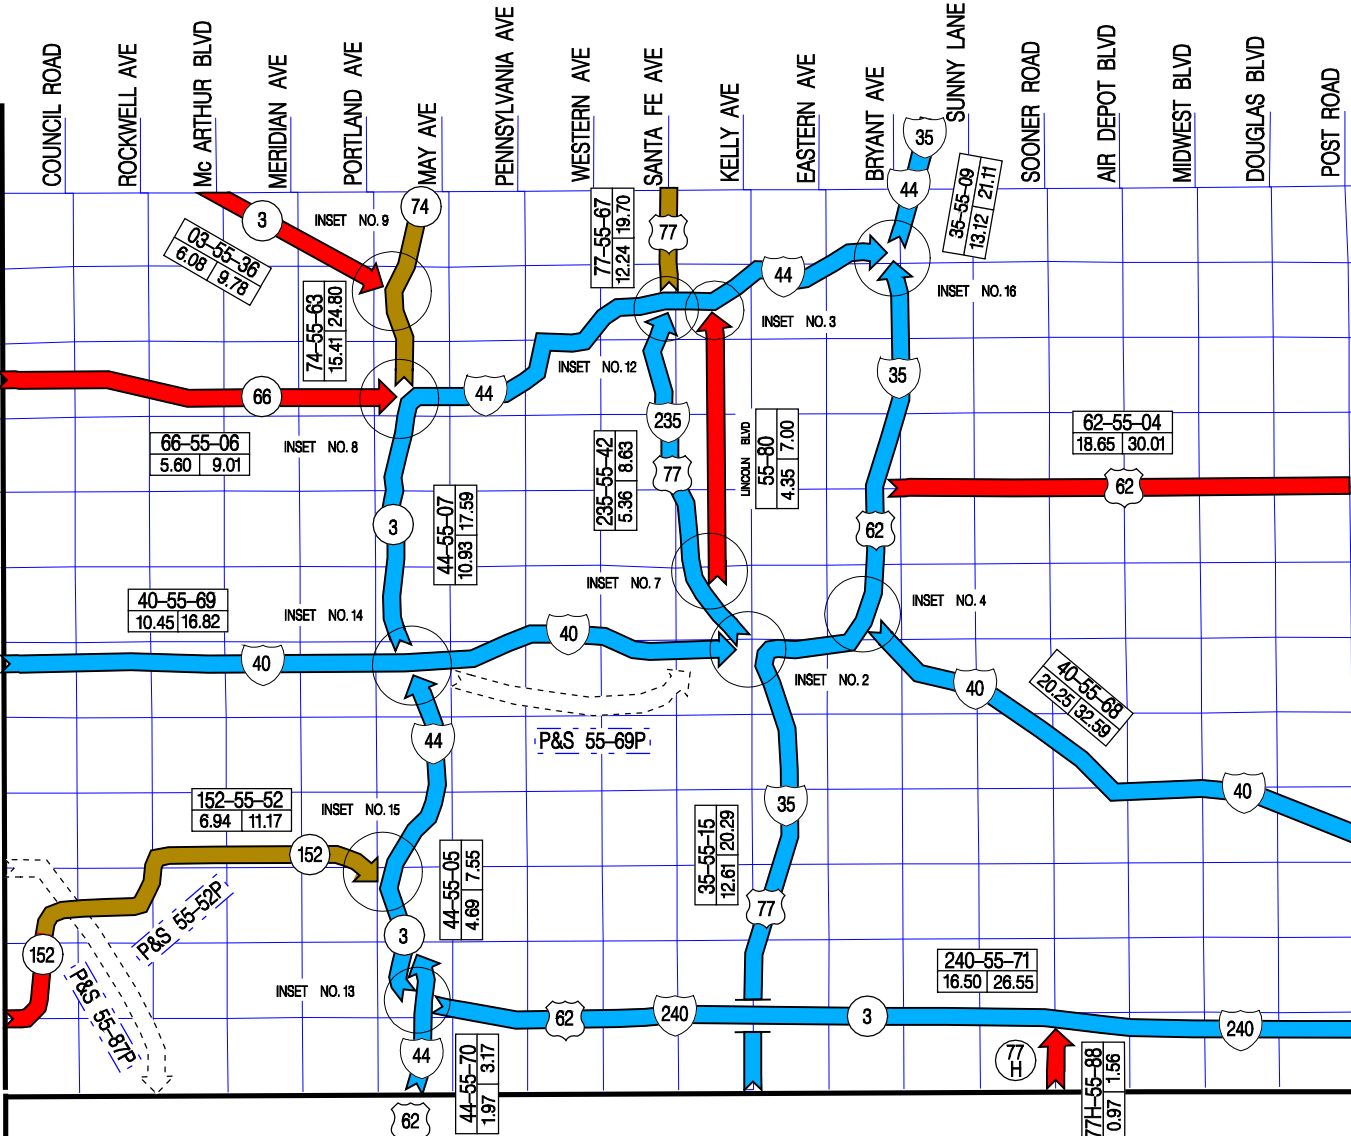 COUNCIL ROAD
ROCKWELL AVE
Mc ARTHUR BLVD
MERIDIAN AVE
PORTLAND AVE
MAY AVE
PENNSYLVANIA AVE
WESTERN AVE
SANTA FE AVE
KELLY AVE
EASTERN AVE
BRYANT AVE
SUNNY LANE
SOONER ROAD
AIR DEPOT BLVD
MIDWEST BLVD
DOUGLAS BLVD
POST ROAD
35
44
35-55-09
13.12 21.11
3
INSET NO. 9
74
03-55-36
6.08 9.78
77-55-67
12.24 19.70
77
44
INSET NO. 16
74-55-63
15.41 24.80
INSET NO. 3
INSET NO. 12
66
44
35
66-55-06
5.60 9.01
INSET NO. 8
235
77
235-55-42
5.36 8.63
LINCOLN BLVD
55-80
4.35 7.00
62-55-04
18.65 30.01
62
3
44-55-07
10.93 17.59
62
INSET NO. 7
40-55-69
10.45 16.82
INSET NO. 14
INSET NO. 4
40
40
INSET NO. 2
40
40-55-68
20.25 32.59
44
P&S 55-69P
152-55-52
6.94 11.17
INSET NO. 15
35
40
152
44-55-05
4.69 7.55
35-55-15
12.61 20.29
77
P&S 55-52P
152
3
240-55-71
16.50 26.55
P&S 55-87P
INSET NO. 13
62
240
3
240
44
44-55-70
1.97 3.17
77
H
77H-55-88
0.97 1.56
62